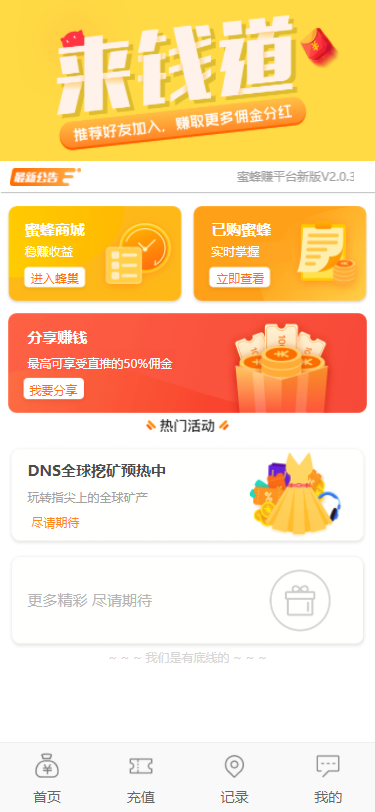 来钱道
推荐好友加入,赚取更多佣金分红
最新公告
蜜蜂赚平台新版V2.0.3
蜜蜂商城
稳赚收益
进入蜂巢
已购蜜蜂
实时掌握
立即查看
分享赚钱
最高可享受直推的50%佣金
我要分享
热门活动
DNS全球挖矿预热中
玩转指尖上的全球矿产
尽请期待
更多精彩 尽请期待
~ ~ ~ 我们是有底线的 ~ ~ ~
首页
充值
记录
我的